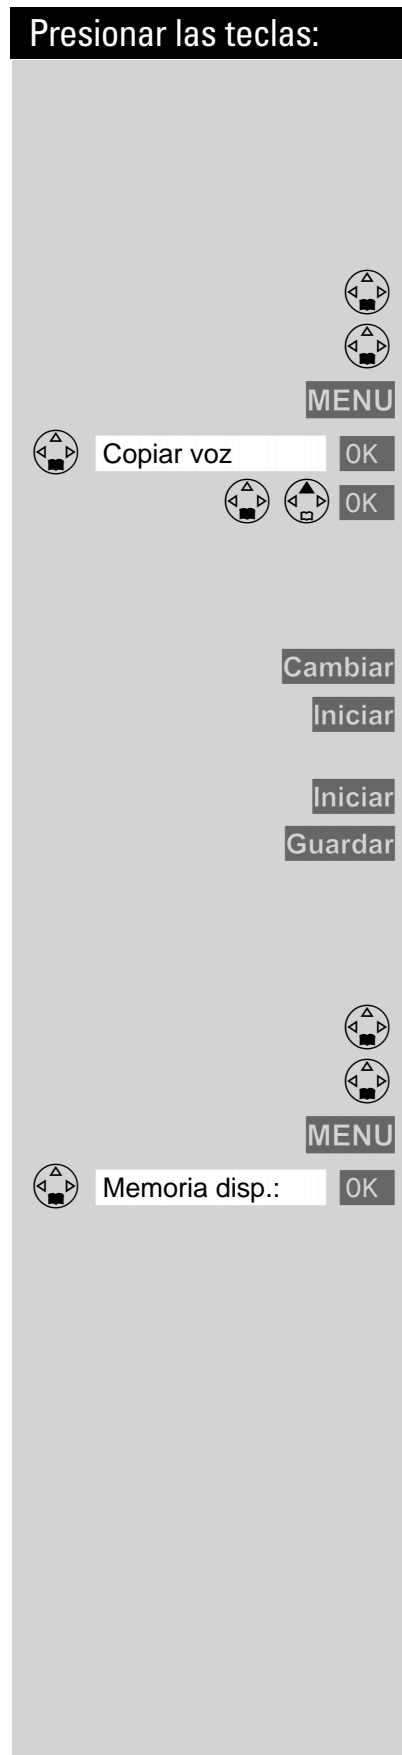 Presionar las teclas:
MENU
Copiar voz OK
OK
Cambiar
Iniciar
Iniciar
Guardar
MENU
Memoria disp.: OK